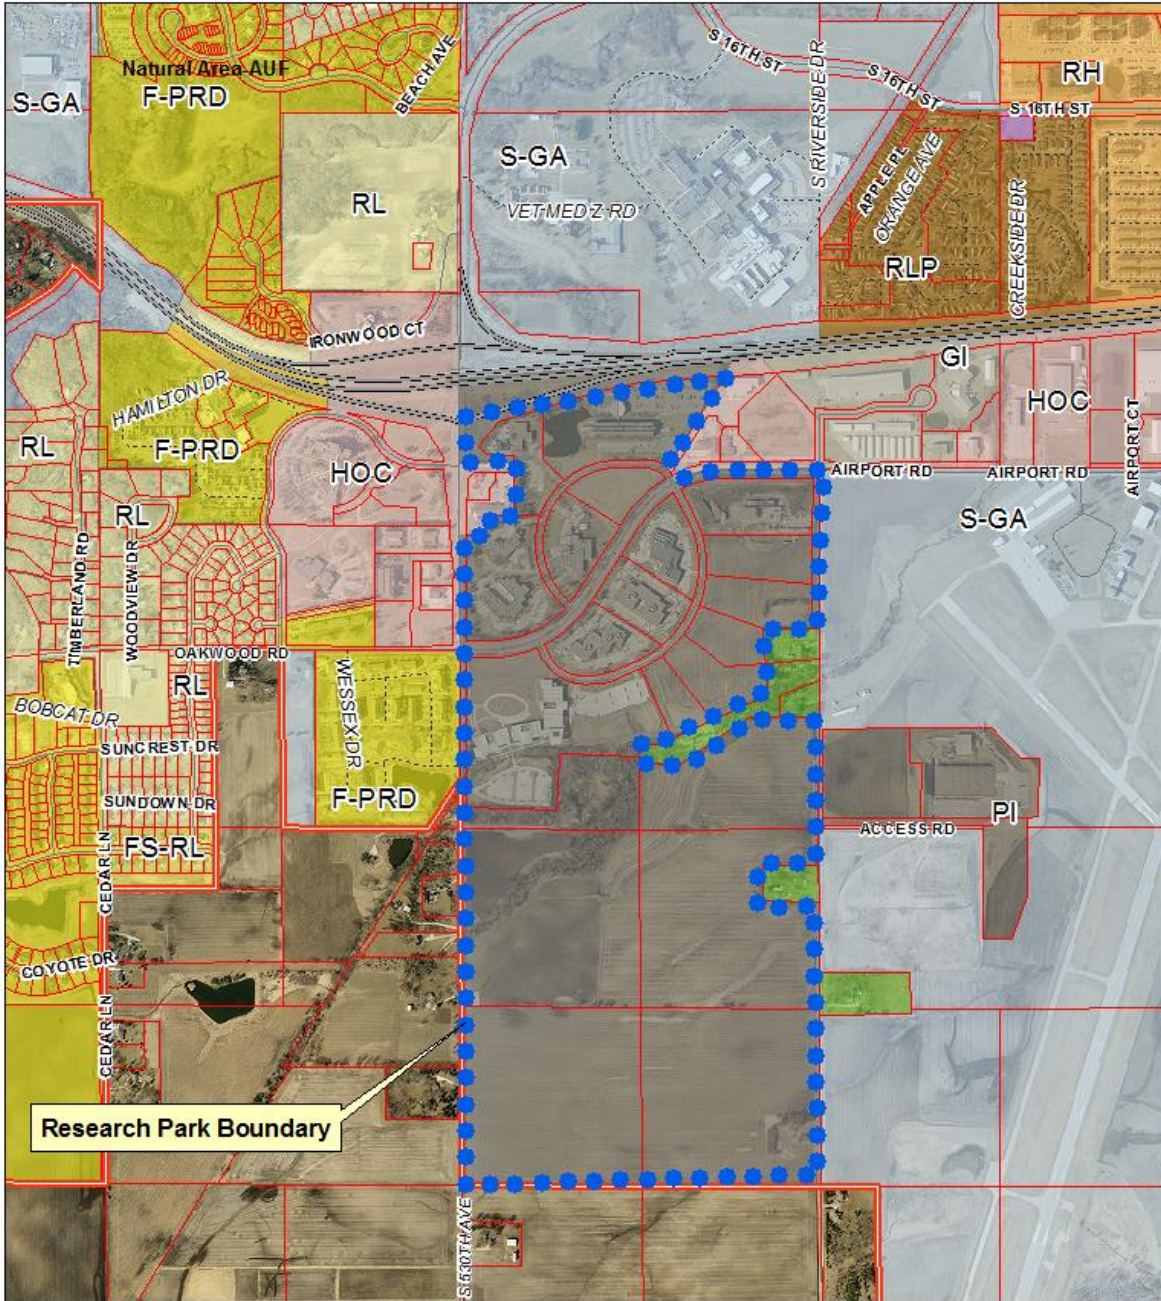 S 16TH ST
S RIVERSIDE DR
BEACH AVE
Natural Area-AUF
F-PRD
S 16TH ST
RH
S-GA
S 16TH ST
S-GA
APPLE PL
ORANGE AVE
RL
VET MED Z RD
CREEKSIDE DR
RLP
IRONWOOD CT
GI
HAMILTON DR
HOC
AIRPORT CT
RL
F-PRD
HOC
AIRPORT RD
AIRPORT RD
RL
S-GA
TIMBERLAND RD
WOODVIEW DR
OAKWOOD RD
RL
WESSEX DR
BOBCAT DR
SUNCREST DR
SUNDOWN DR
F-PRD
PI
ACCESS RD
FS-RL
CEDAR LN
COYOTE DR
CEDAR LN
Research Park Boundary
S 530TH AVE